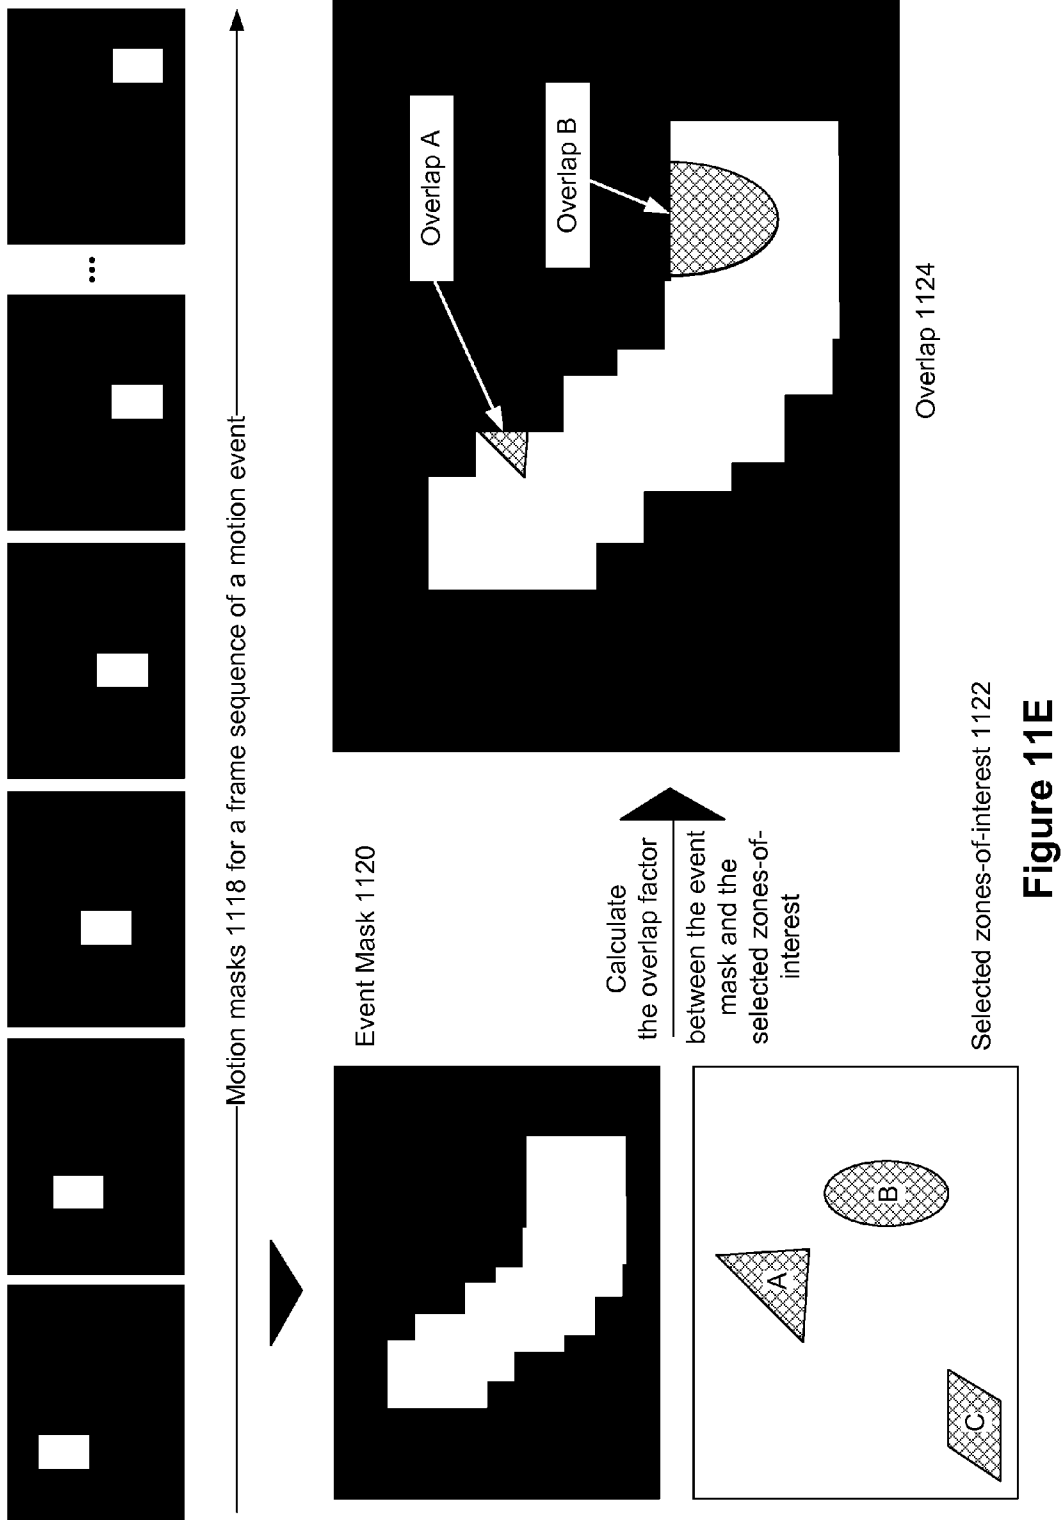 ...
Motion masks 1118 for a frame sequence of a motion event
Event Mask 1120
Calculate
the overlap factor
between the event
mask and the
selected zones-of-
interest
Overlap A
Overlap B
Overlap 1124
A
B
C
Selected zones-of-interest 1122
Figure 11E